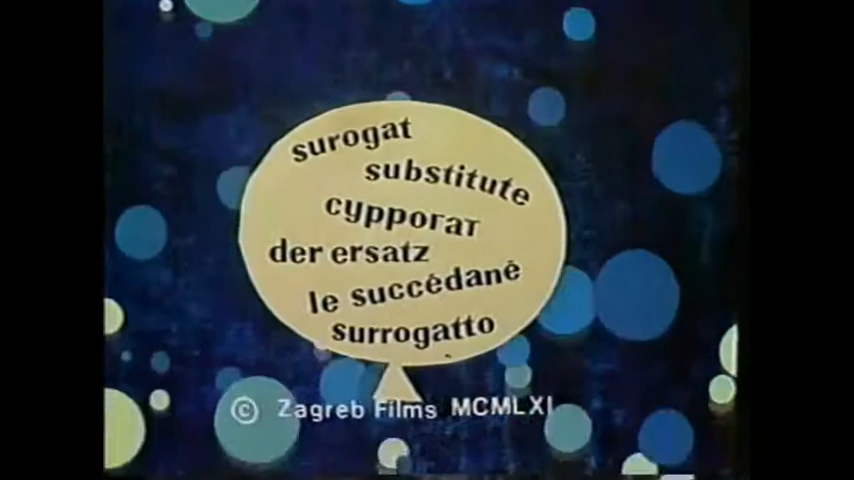 surogat
substitute
суррогат
der ersatz
le succédané
surrogatto
© Zagreb Films MCMLXI